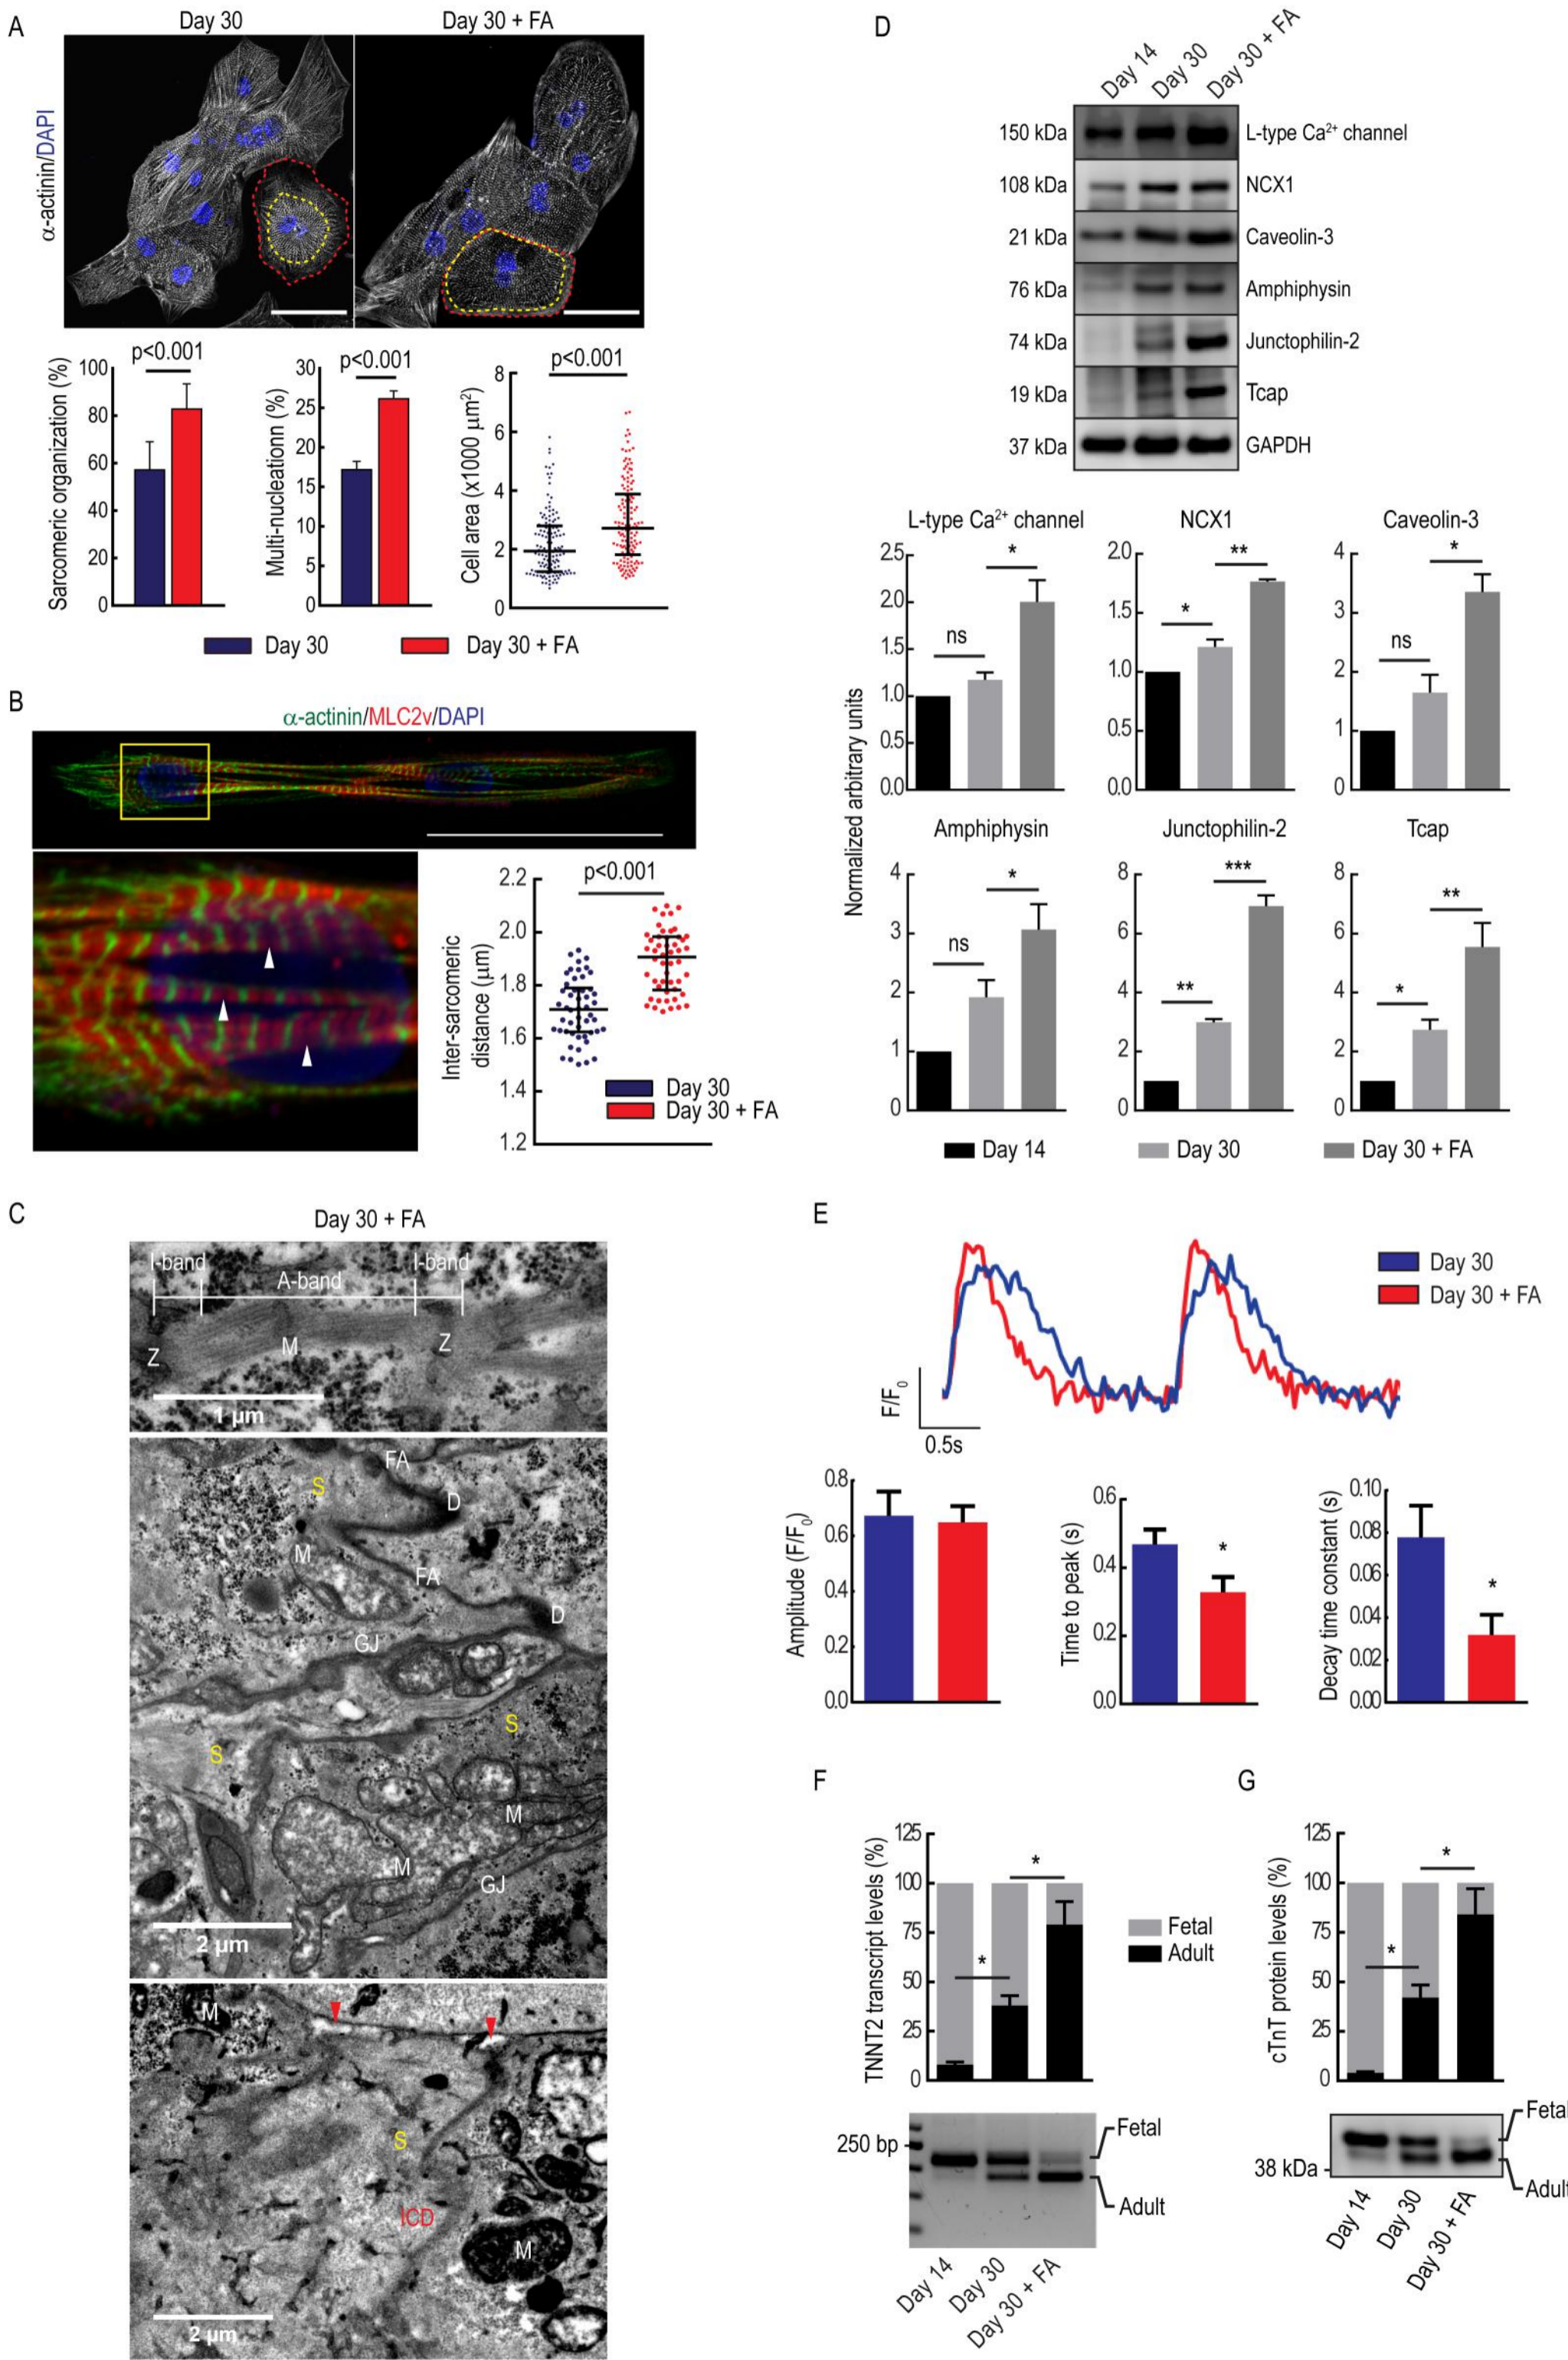 A
Day 30
Day 30 + FA
α-actinin/DAPI
Sarcomeric organization (%)
100
80
60
40
20
0
p<0.001
Multi-nucleationn (%)
30
25
20
15
10
5
0
p<0.001
Cell area (x1000 µm²)
8
6
4
2
0
p<0.001
Day 30
Day 30 + FA
B
α-actinin/MLC2v/DAPI
Inter-sarcomeric
distance (µm)
2.2
2.0
1.8
1.6
1.4
1.2
p<0.001
Day 30
Day 30 + FA
C
Day 30 + FA
I-band
A-band
I-band
Z
M
Z
1 µm
S
FA
D
M
FA
D
GJ
S
S
M
M
GJ
2 µm
M
S
ICD
M
2 µm
D
Day 14
Day 30
Day 30 + FA
150 kDa
L-type Ca²⁺ channel
108 kDa
NCX1
21 kDa
Caveolin-3
76 kDa
Amphiphysin
74 kDa
Junctophilin-2
19 kDa
Tcap
37 kDa
GAPDH
Normalized arbitrary units
L-type Ca²⁺ channel
2.5
2.0
1.5
1.0
0.5
0.0
ns
*
NCX1
2.0
1.5
1.0
0.5
0.0
*
**
Caveolin-3
4
3
2
1
0
ns
*
Amphiphysin
4
3
2
1
0
ns
*
Junctophilin-2
8
6
4
2
0
**
***
Tcap
8
6
4
2
0
*
**
Day 14
Day 30
Day 30 + FA
E
F/F₀
0.5s
Day 30
Day 30 + FA
Amplitude (F/F₀)
0.8
0.6
0.4
0.2
0.0
Time to peak (s)
0.6
0.4
0.2
0.0
*
Decay time constant (s)
0.10
0.08
0.06
0.04
0.02
0.00
*
F
TNNT2 transcript levels (%)
125
100
75
50
25
0
*
*
Fetal
Adult
250 bp
Fetal
Adult
Day 14
Day 30
Day 30 + FA
G
cTnT protein levels (%)
125
100
75
50
25
0
*
*
38 kDa
Fetal
Adult
Day 14
Day 30
Day 30 + FA